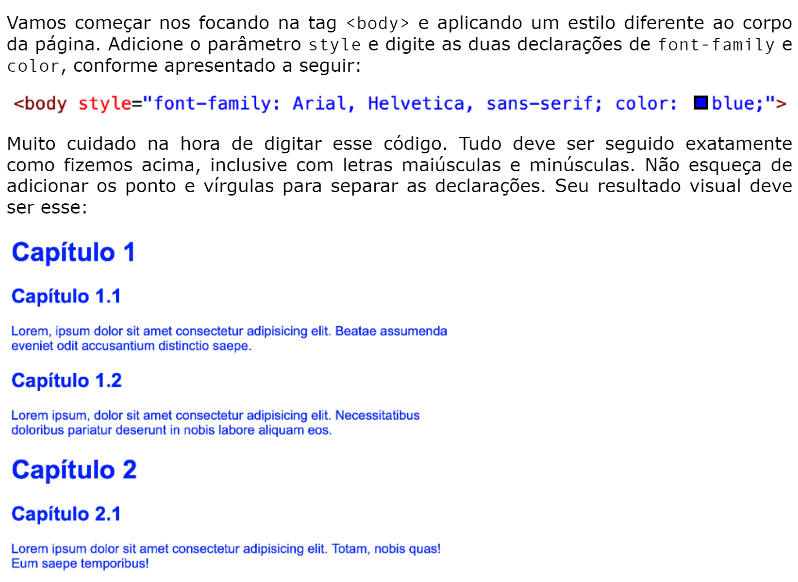 Vamos começar nos focando na tag <body> e aplicando um estilo diferente ao corpo
da página. Adicione o parâmetro style e digite as duas declarações de font-family e
color, conforme apresentado a seguir:
<body style="font-family: Arial, Helvetica, sans-serif; color: blue;">
Muito cuidado na hora de digitar esse código. Tudo deve ser seguido exatamente
como fizemos acima, inclusive com letras maiúsculas e minúsculas. Não esqueça de
adicionar os ponto e vírgulas para separar as declarações. Seu resultado visual deve
ser esse:
Capítulo 1
Capítulo 1.1
Lorem, ipsum dolor sit amet consectetur adipisicing elit. Beatae assumenda
eveniet odit accusantium distinctio saepe.
Capítulo 1.2
Lorem ipsum, dolor sit amet consectetur adipisicing elit. Necessitatibus
doloribus pariatur deserunt in nobis labore aliquam eos.
Capítulo 2
Capítulo 2.1
Lorem ipsum dolor sit amet consectetur adipisicing elit. Totam, nobis quas!
Eum saepe temporibus!